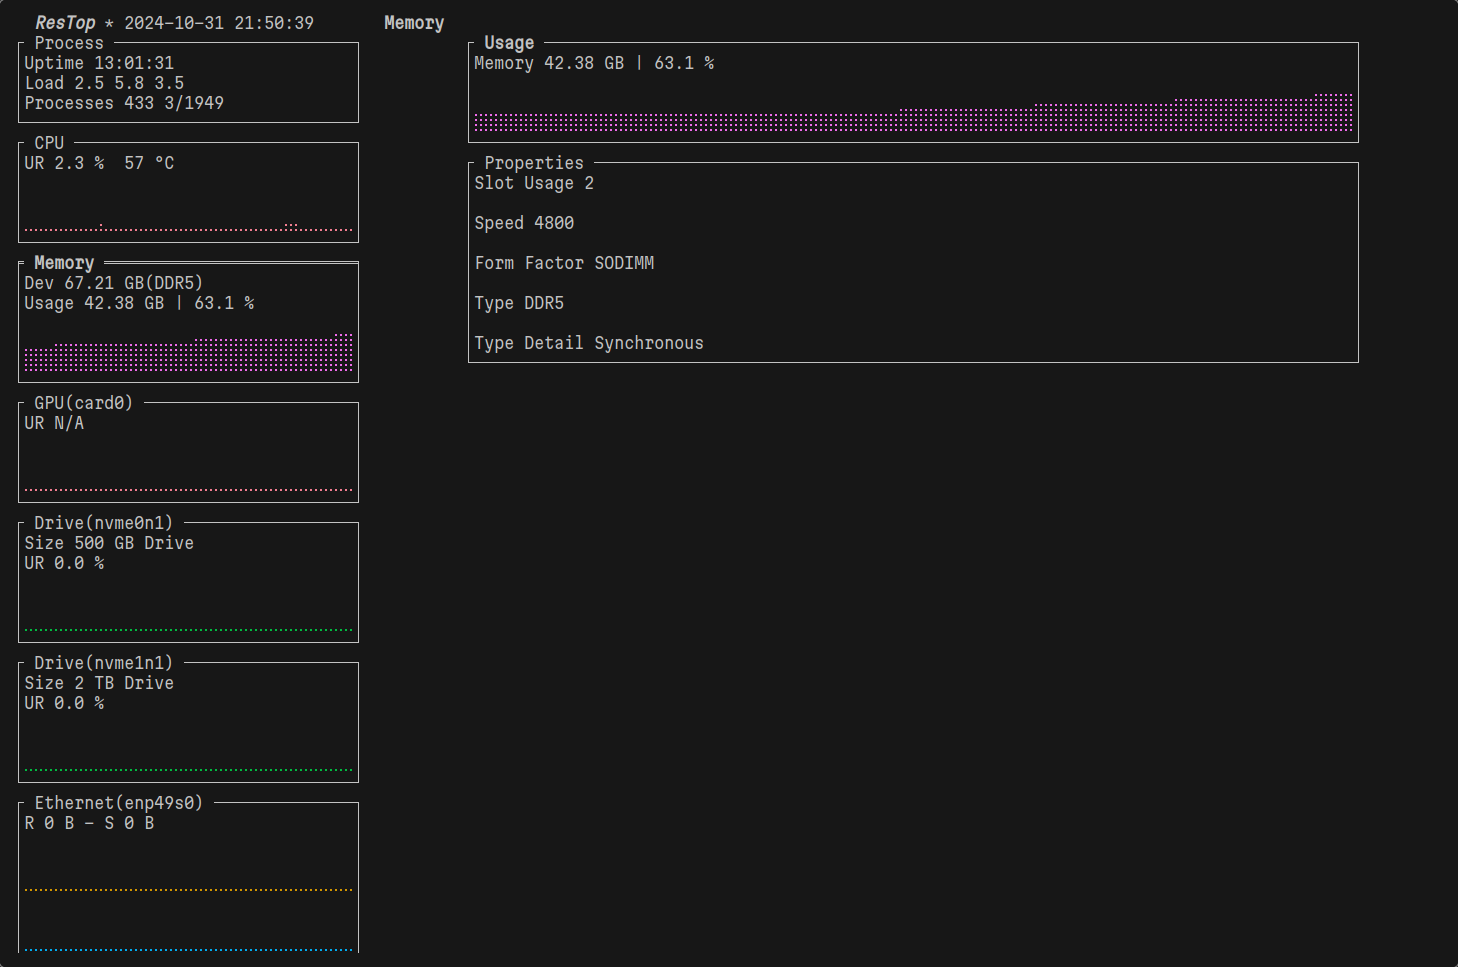 ResTop * 2024-10-31 21:50:39
Process
Uptime 13:01:31
Load 2.5 5.8 3.5
Processes 433 3/1949
CPU
UR 2.3 %  57 °C
Memory
Dev 67.21 GB(DDR5)
Usage 42.38 GB | 63.1 %
GPU(card0)
UR N/A
Drive(nvme0n1)
Size 500 GB Drive
UR 0.0 %
Drive(nvme1n1)
Size 2 TB Drive
UR 0.0 %
Ethernet(enp49s0)
R 0 B - S 0 B
Memory
Usage
Memory 42.38 GB | 63.1 %
Properties
Slot Usage 2
Speed 4800
Form Factor SODIMM
Type DDR5
Type Detail Synchronous